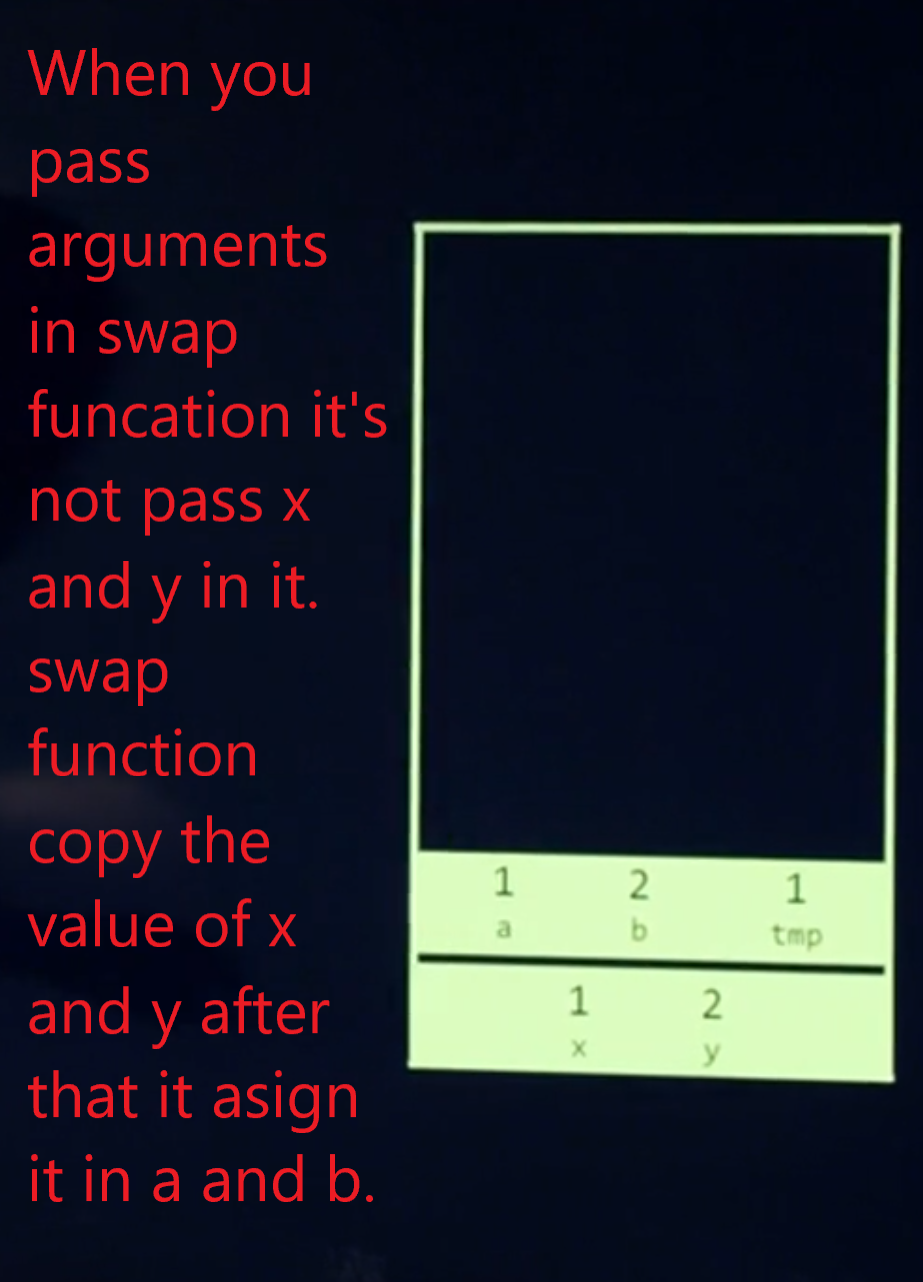 When you
pass
arguments
in swap
funcation it's
not pass x
and y in it.
swap
function
copy the
value of x
and y after
that it asign
it in a and b.
1 2 1
a b tmp
1 2
x y